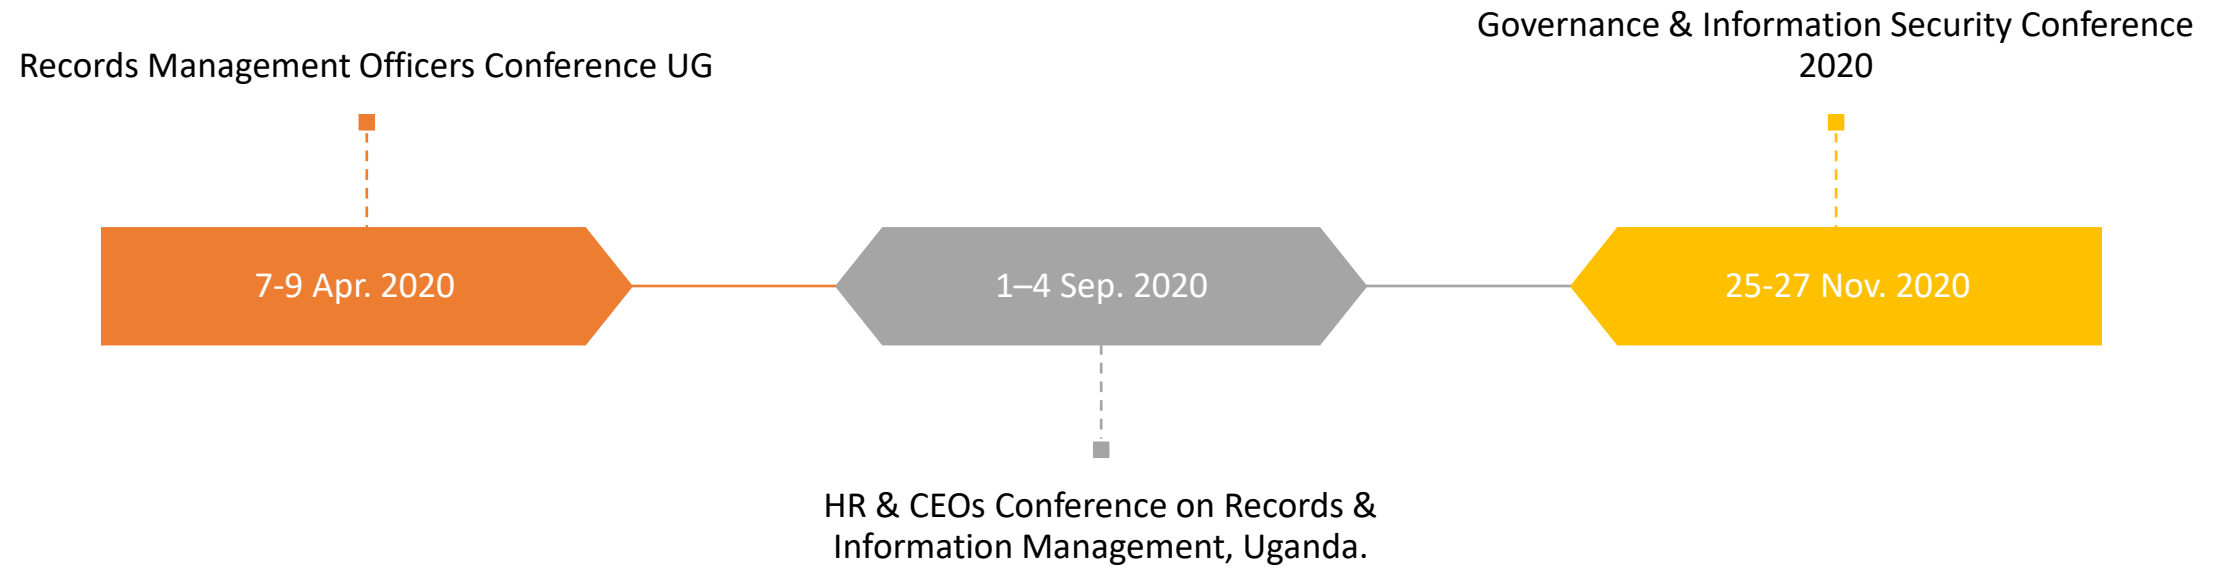 Records Management Officers Conference UG
Governance & Information Security Conference
2020
7-9 Apr. 2020
1–4 Sep. 2020
25-27 Nov. 2020
HR & CEOs Conference on Records &
Information Management, Uganda.